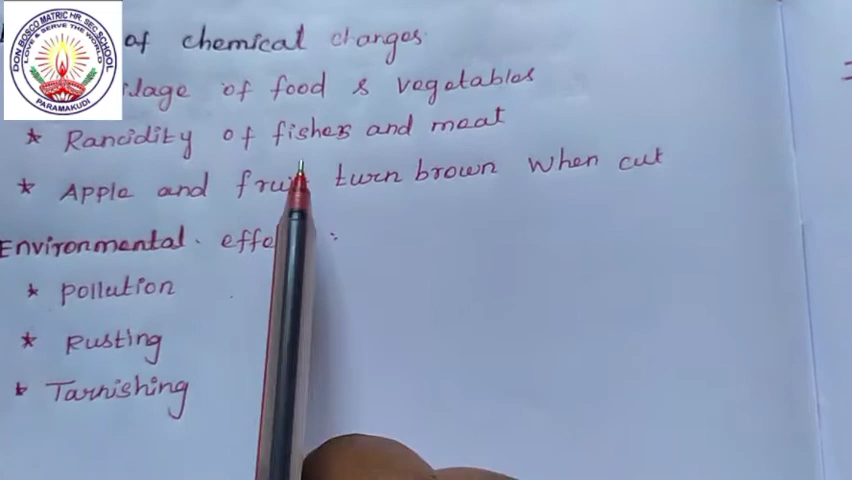 DON BOSCO MATRIC HR. SEC SCHOOL
LOVE & SERVE THE WORLD
PARAMAKUDI
of chemical changes
of food & vegetables
* Rancidity of fishes and meat
* Apple and turn brown when cut
Environmental :
* Pollution
* Rusting
* Tarnishing